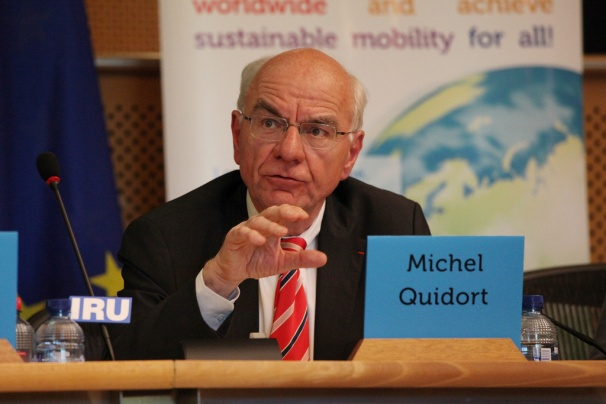 worldwide and achieve
sustainable mobility for all!
IRU
Michel
Quidort